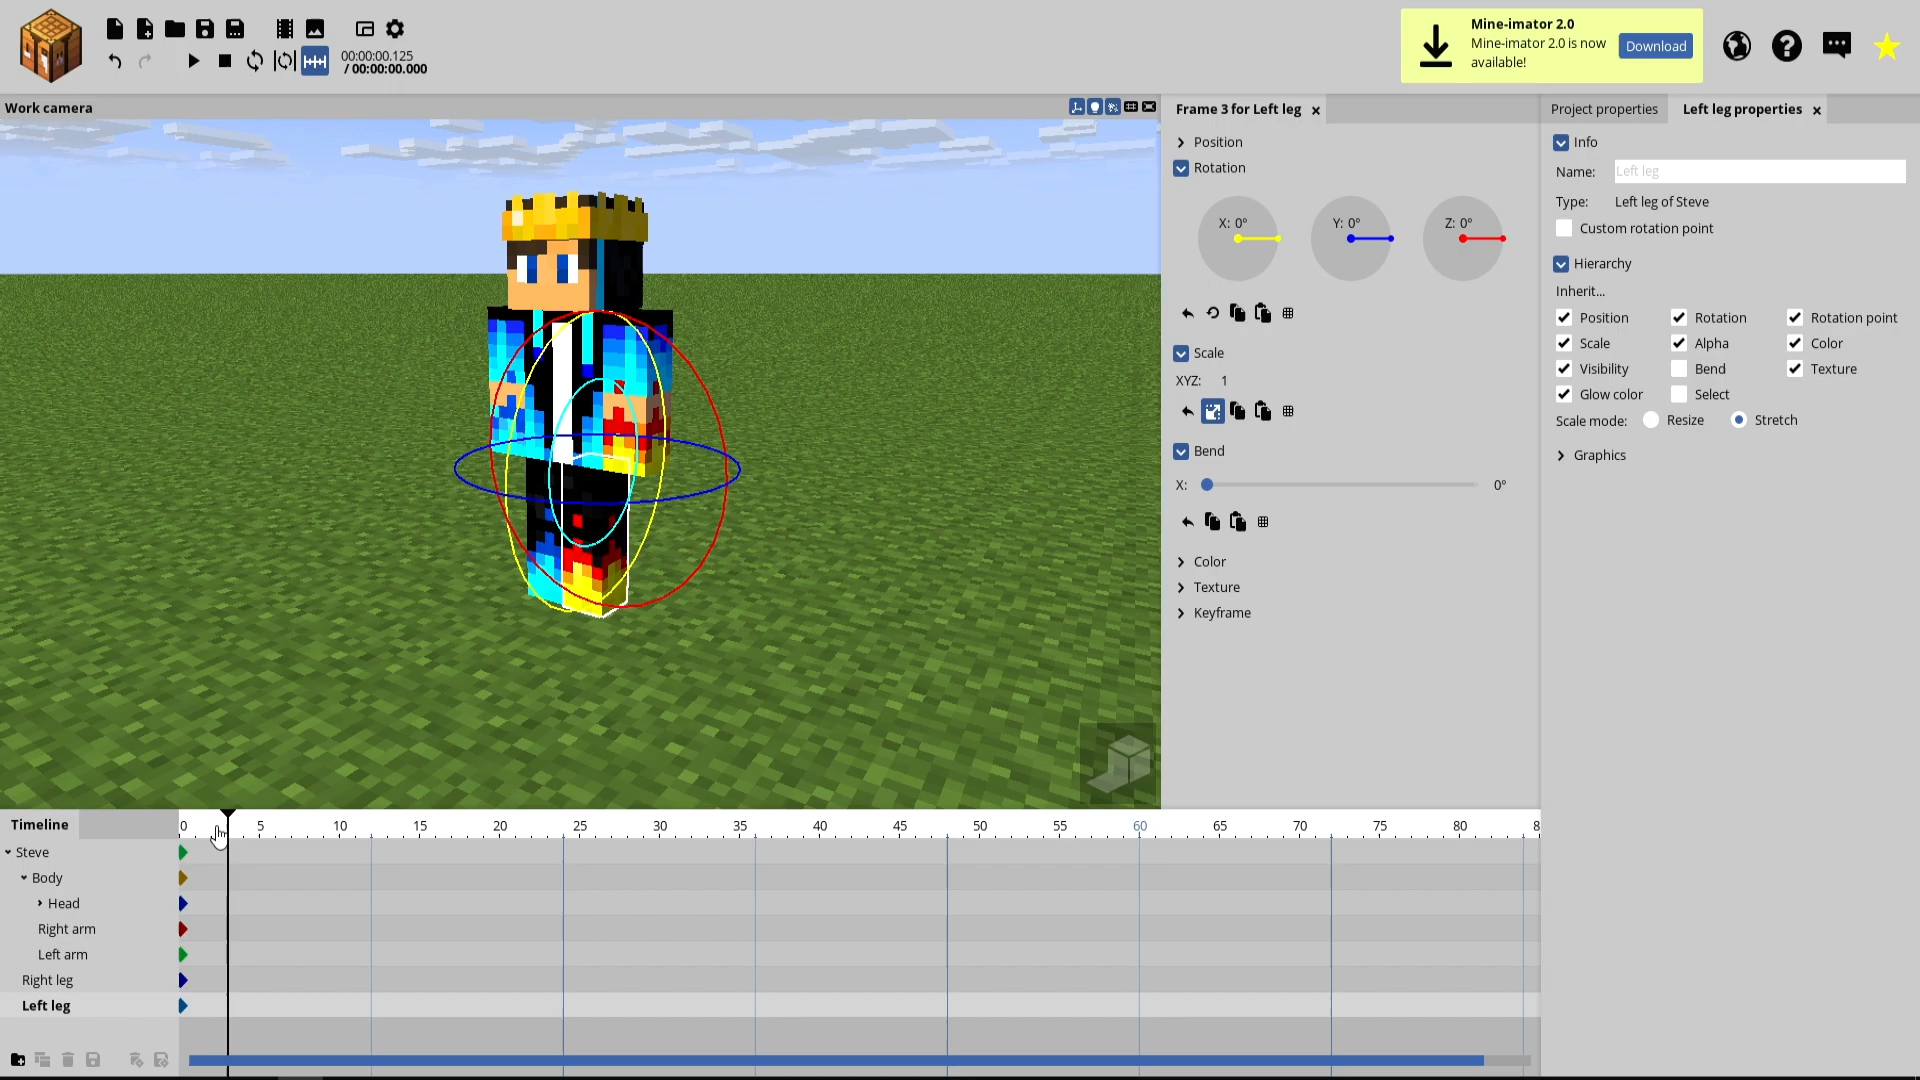 00:00:00.125
/ 00:00:00.000
Mine-imator 2.0
Mine-imator 2.0 is now
available!
Download
Work camera
Frame 3 for Left leg
Position
Rotation
X: 0°
Y: 0°
Z: 0°
Scale
XYZ: 1
Bend
X: 0°
Color
Texture
Keyframe
Project properties
Left leg properties
Info
Name: Left leg
Type: Left leg of Steve
Custom rotation point
Hierarchy
Inherit...
Position Rotation Rotation point
Scale Alpha Color
Visibility Bend Texture
Glow color Select
Scale mode: Resize Stretch
Graphics
Timeline
0 5 10 15 20 25 30 35 40 45 50 55 60 65 70 75 80 8
Steve
Body
Head
Right arm
Left arm
Right leg
Left leg